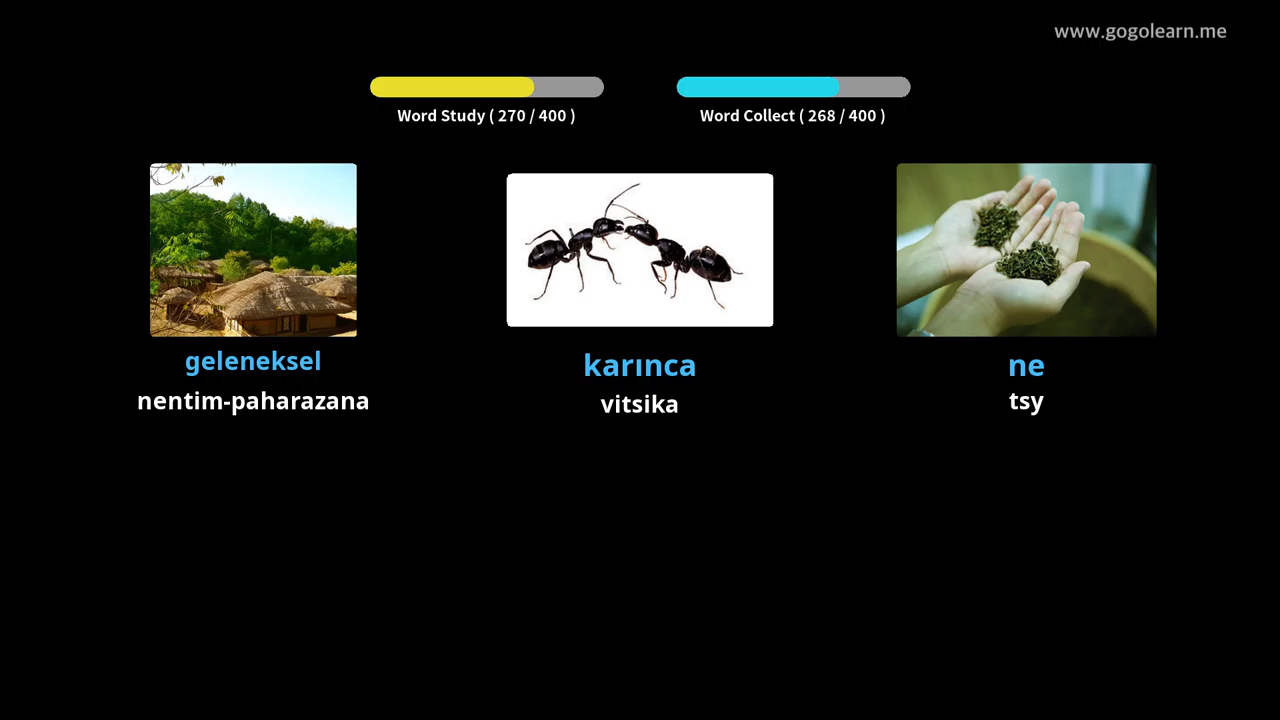 www.gogolearn.me
Word Study ( 270 / 400 )
Word Collect ( 268 / 400 )
geleneksel
nentim-paharazana
karınca
vitsika
ne
tsy